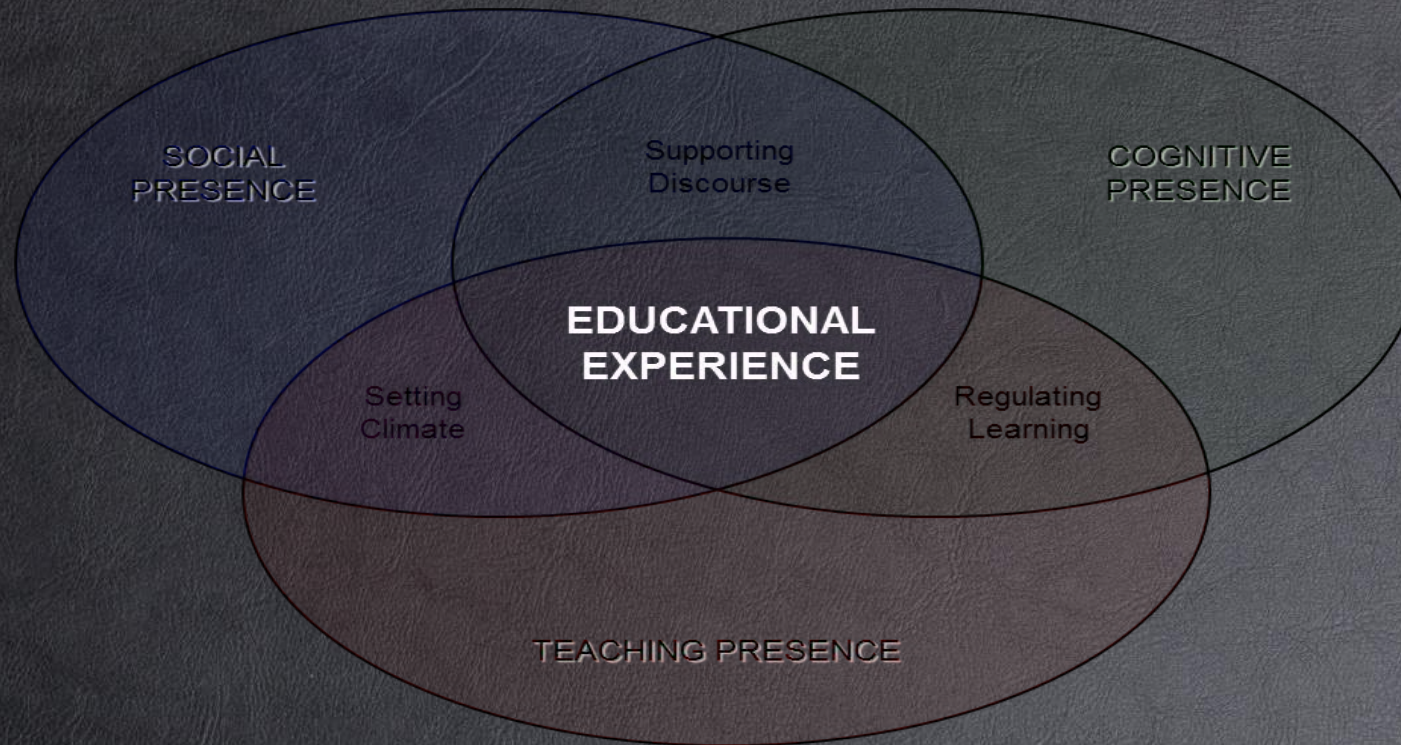 SOCIAL
PRESENCE
Supporting
Discourse
COGNITIVE
PRESENCE
EDUCATIONAL
EXPERIENCE
Setting
Climate
Regulating
Learning
TEACHING PRESENCE